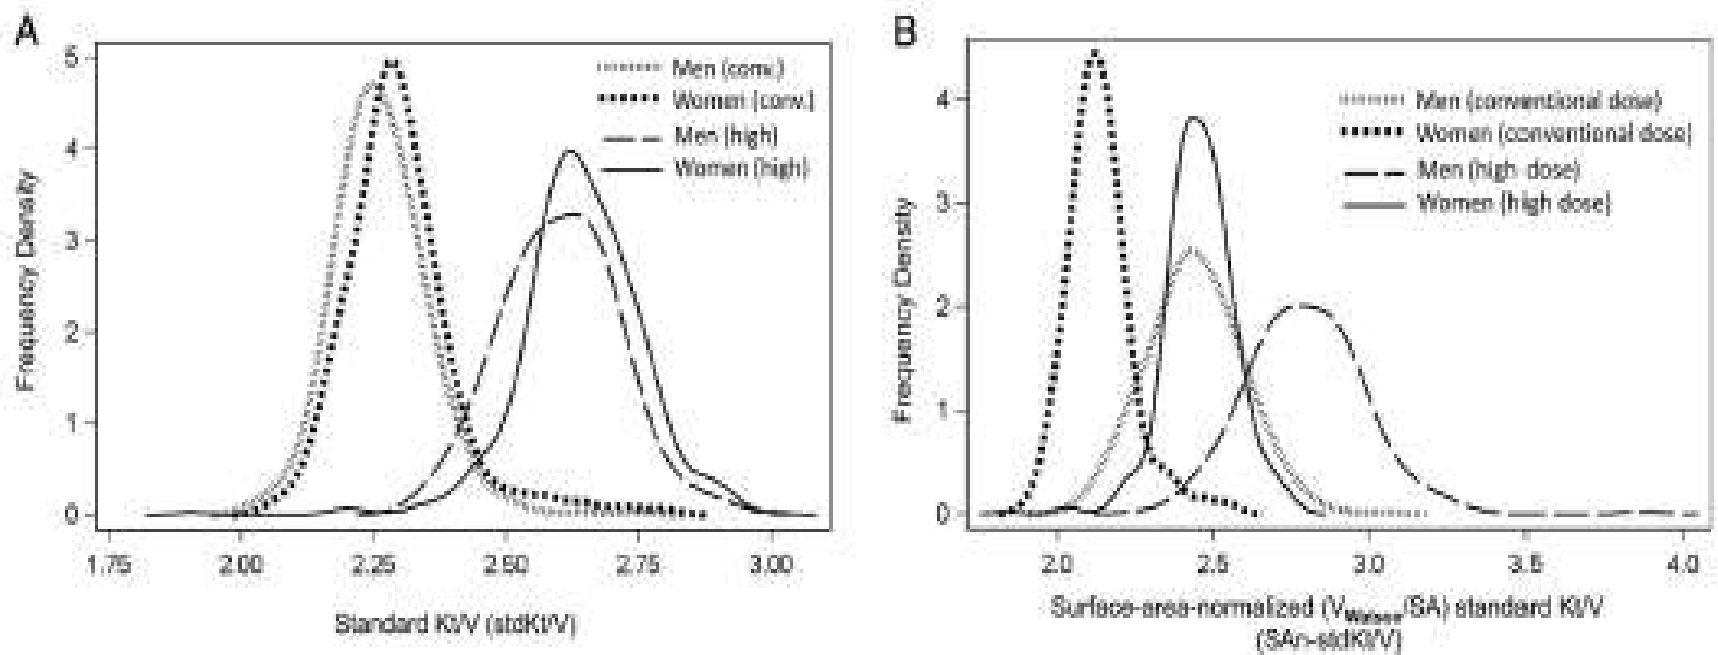 A
5
4
3
2
1
0
Frequency Density
Men (conv.)
Women (conv.)
Men (high)
Women (high)
1.75 2.00 2.25 2.50 2.75 3.00
Standard Kt/V (stdKt/V)
B
4
3
2
1
0
Frequency Density
Men (conventional dose)
Women (conventional dose)
Men (high dose)
Women (high dose)
2.0 2.5 3.0 3.5 4.0
Surface-area-normalized (VWatson/SA) standard Kt/V
(SAn-stdKt/V)